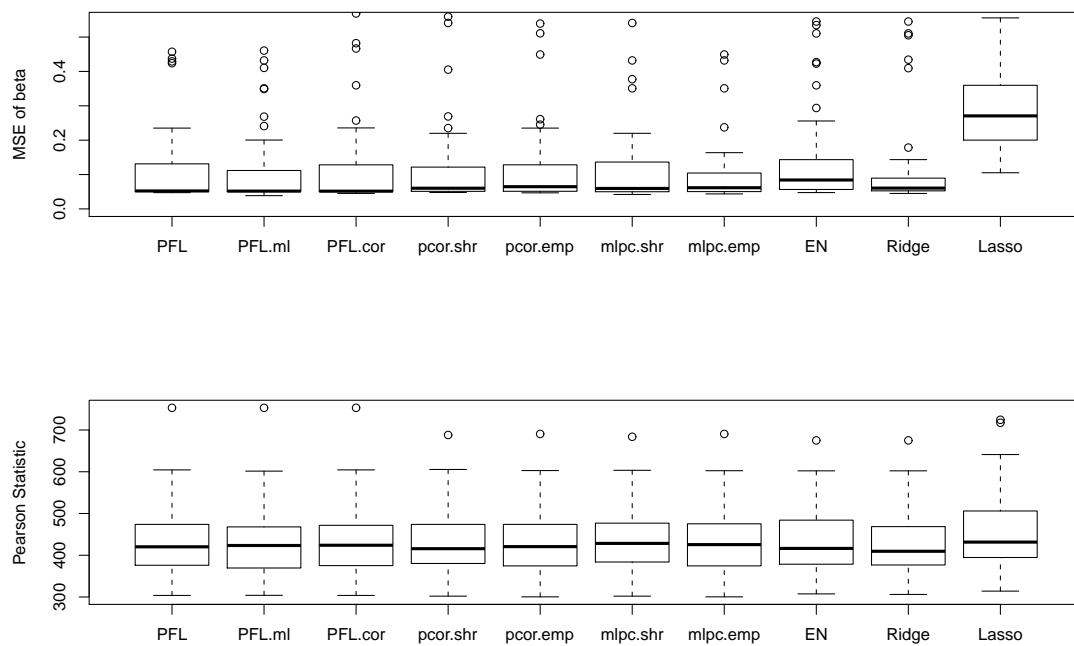 MSE of beta
0.4
0.2
0.0
PFL PFL.ml PFL.cor pcor.shr pcor.emp mlpc.shr mlpc.emp EN Ridge Lasso
Pearson Statistic
700
600
500
400
300
PFL PFL.ml PFL.cor pcor.shr pcor.emp mlpc.shr mlpc.emp EN Ridge Lasso